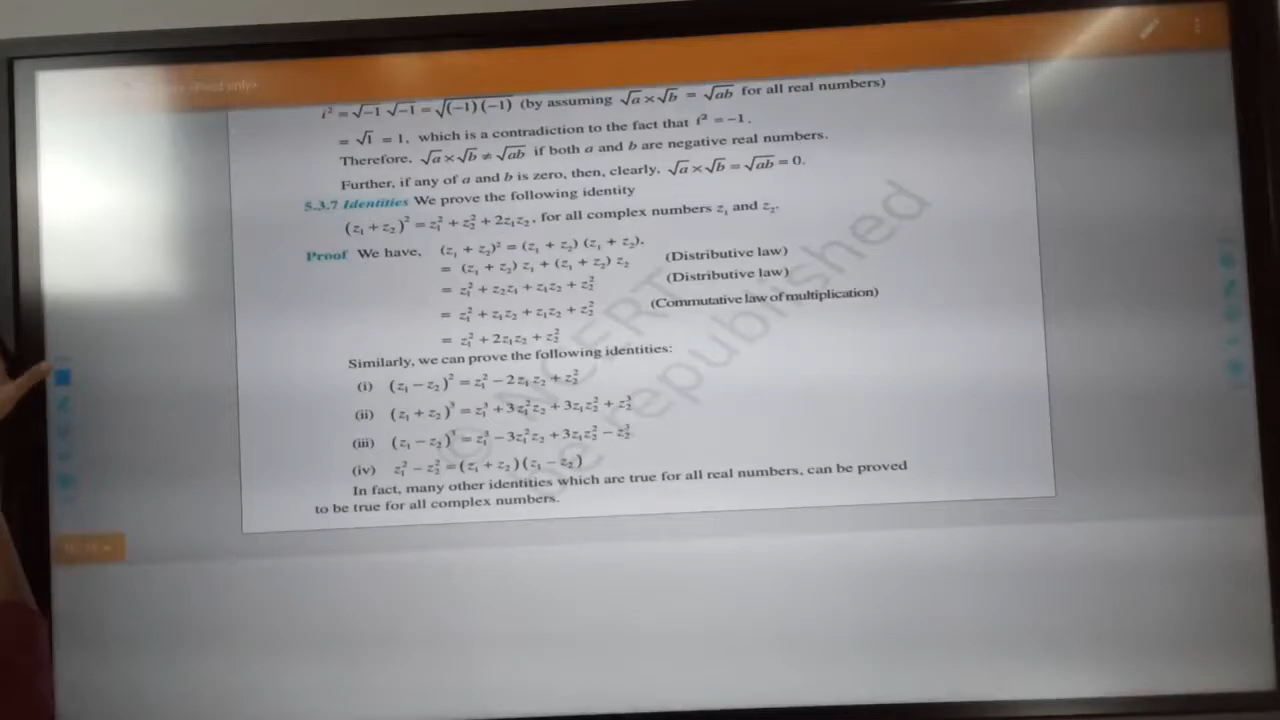 only>
i² = √−1 √−1 = √(−1)(−1) (by assuming √a × √b = √ab for all real numbers)
= √1 = 1, which is a contradiction to the fact that i² = −1.
Therefore, √a × √b ≠ √ab if both a and b are negative real numbers.
Further, if any of a and b is zero, then, clearly, √a × √b = √ab = 0.
5.3.7 Identities We prove the following identity
(z₁ + z₂)² = z₁² + z₂² + 2z₁z₂, for all complex numbers z₁ and z₂.
Proof We have, (z₁ + z₂)² = (z₁ + z₂) (z₁ + z₂),
= (z₁ + z₂) z₁ + (z₁ + z₂) z₂ (Distributive law)
= z₁² + z₂z₁ + z₁z₂ + z₂² (Distributive law)
= z₁² + z₁z₂ + z₁z₂ + z₂² (Commutative law of multiplication)
= z₁² + 2z₁z₂ + z₂²
Similarly, we can prove the following identities:
(i) (z₁ − z₂)² = z₁² − 2z₁z₂ + z₂²
(ii) (z₁ + z₂)³ = z₁³ + 3z₁²z₂ + 3z₁z₂² + z₂³
(iii) (z₁ − z₂)³ = z₁³ − 3z₁²z₂ + 3z₁z₂² − z₂³
(iv) z₁² − z₂² = (z₁ + z₂) (z₁ − z₂)
In fact, many other identities which are true for all real numbers, can be proved
to be true for all complex numbers.
© NCERT
be republished